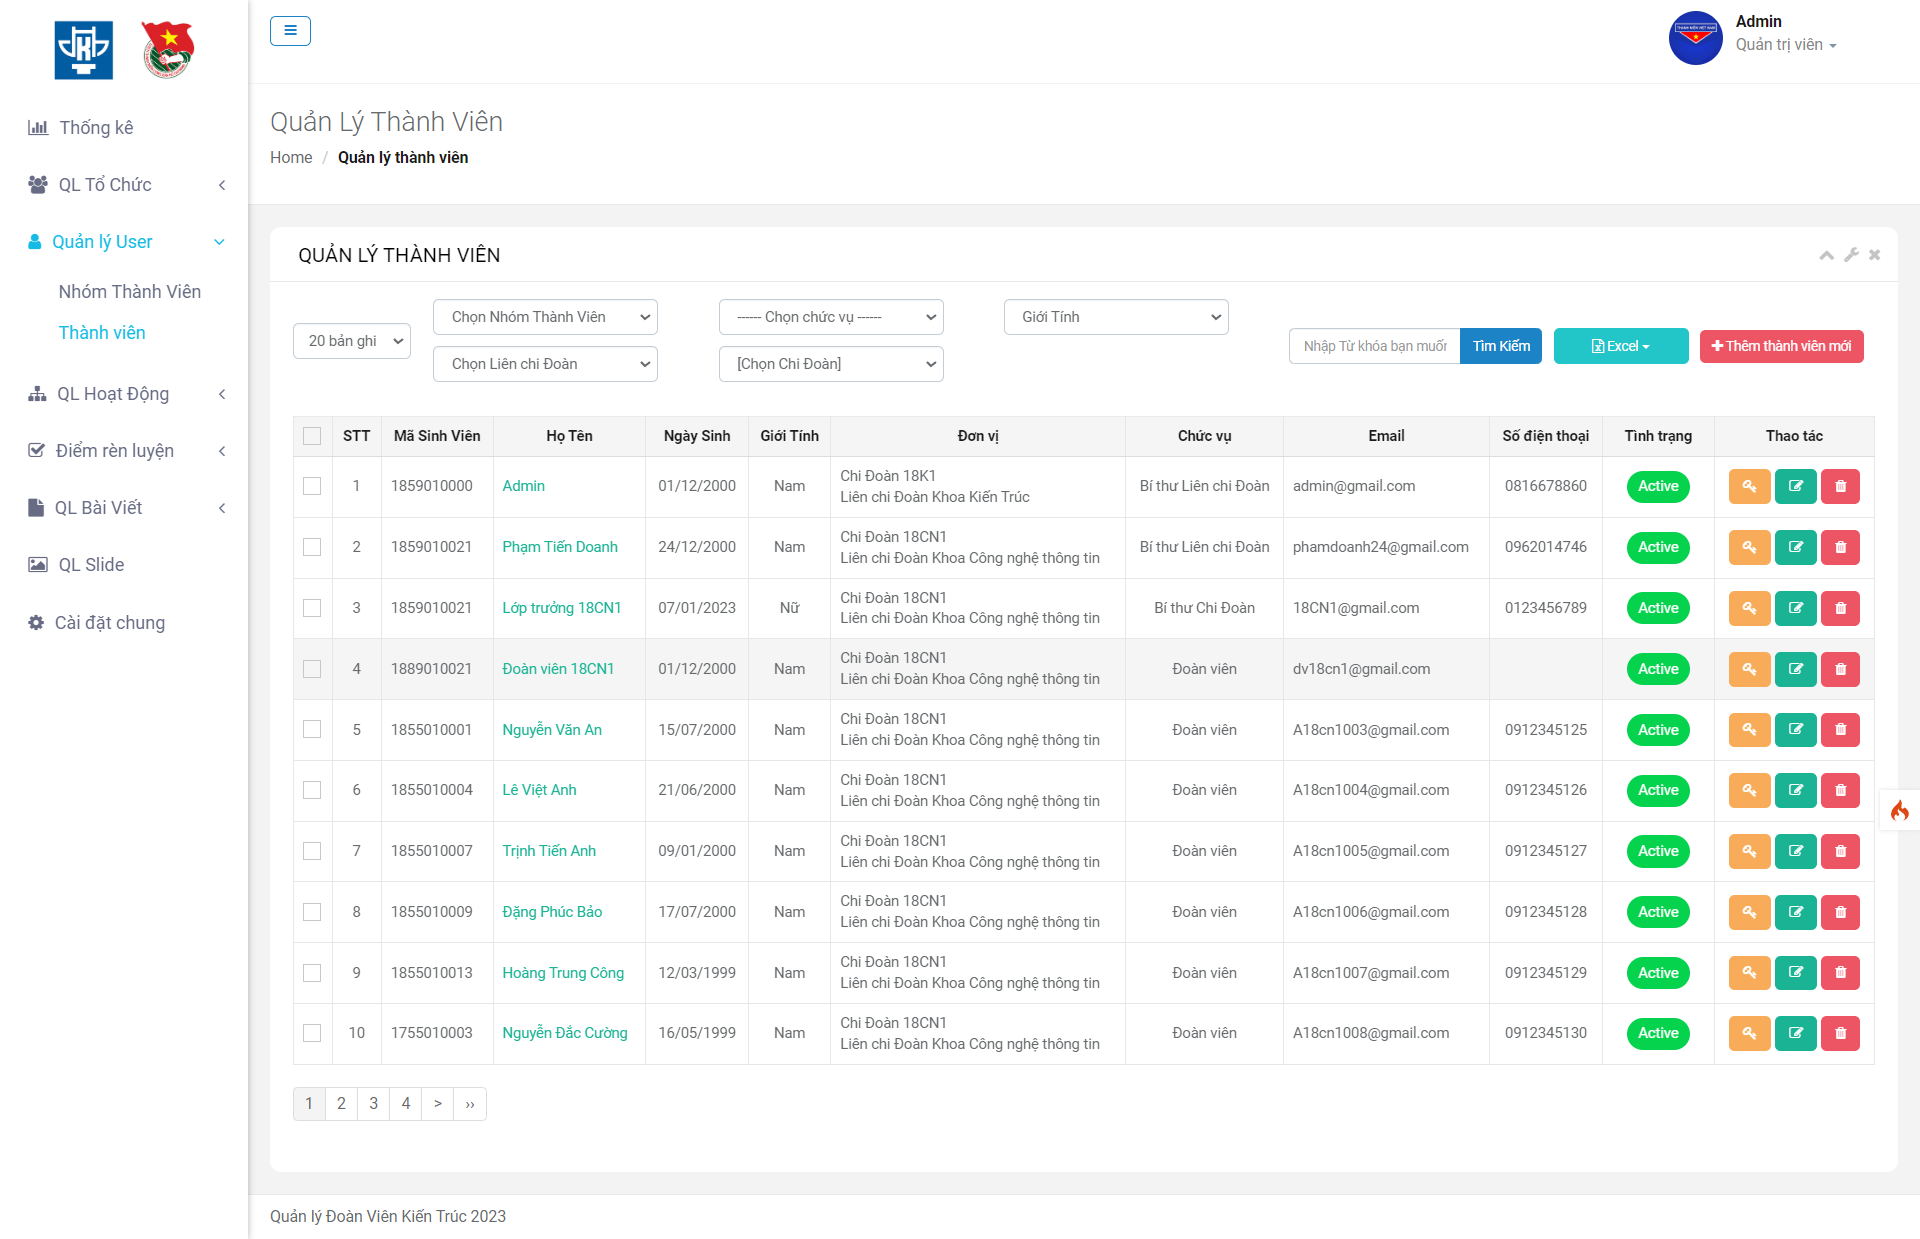 Admin
Quản trị viên
Thống kê
QL Tổ Chức
Quản lý User
Nhóm Thành Viên
Thành viên
QL Hoạt Động
Điểm rèn luyện
QL Bài Viết
QL Slide
Cài đặt chung
Quản Lý Thành Viên
Home / Quản lý thành viên
QUẢN LÝ THÀNH VIÊN
20 bản ghi
Chọn Nhóm Thành Viên
------ Chọn chức vụ ------
Giới Tính
Chọn Liên chi Đoàn
[Chọn Chi Đoàn]
Nhập Từ khóa bạn muốn
Tìm Kiếm
Excel
Thêm thành viên mới
STT Mã Sinh Viên Họ Tên Ngày Sinh Giới Tính Đơn vị Chức vụ Email Số điện thoại Tình trạng Thao tác
1 1859010000 Admin 01/12/2000 Nam Chi Đoàn 18K1
Liên chi Đoàn Khoa Kiến Trúc Bí thư Liên chi Đoàn admin@gmail.com 0816678860 Active
2 1859010021 Phạm Tiến Doanh 24/12/2000 Nam Chi Đoàn 18CN1
Liên chi Đoàn Khoa Công nghệ thông tin Bí thư Liên chi Đoàn phamdoanh24@gmail.com 0962014746 Active
3 1859010021 Lớp trưởng 18CN1 07/01/2023 Nữ Chi Đoàn 18CN1
Liên chi Đoàn Khoa Công nghệ thông tin Bí thư Chi Đoàn 18CN1@gmail.com 0123456789 Active
4 1889010021 Đoàn viên 18CN1 01/12/2000 Nam Chi Đoàn 18CN1
Liên chi Đoàn Khoa Công nghệ thông tin Đoàn viên dv18cn1@gmail.com Active
5 1855010001 Nguyễn Văn An 15/07/2000 Nam Chi Đoàn 18CN1
Liên chi Đoàn Khoa Công nghệ thông tin Đoàn viên A18cn1003@gmail.com 0912345125 Active
6 1855010004 Lê Việt Anh 21/06/2000 Nam Chi Đoàn 18CN1
Liên chi Đoàn Khoa Công nghệ thông tin Đoàn viên A18cn1004@gmail.com 0912345126 Active
7 1855010007 Trịnh Tiến Anh 09/01/2000 Nam Chi Đoàn 18CN1
Liên chi Đoàn Khoa Công nghệ thông tin Đoàn viên A18cn1005@gmail.com 0912345127 Active
8 1855010009 Đặng Phúc Bảo 17/07/2000 Nam Chi Đoàn 18CN1
Liên chi Đoàn Khoa Công nghệ thông tin Đoàn viên A18cn1006@gmail.com 0912345128 Active
9 1855010013 Hoàng Trung Công 12/03/1999 Nam Chi Đoàn 18CN1
Liên chi Đoàn Khoa Công nghệ thông tin Đoàn viên A18cn1007@gmail.com 0912345129 Active
10 1755010003 Nguyễn Đắc Cường 16/05/1999 Nam Chi Đoàn 18CN1
Liên chi Đoàn Khoa Công nghệ thông tin Đoàn viên A18cn1008@gmail.com 0912345130 Active
1 2 3 4 > ››
Quản lý Đoàn Viên Kiến Trúc 2023